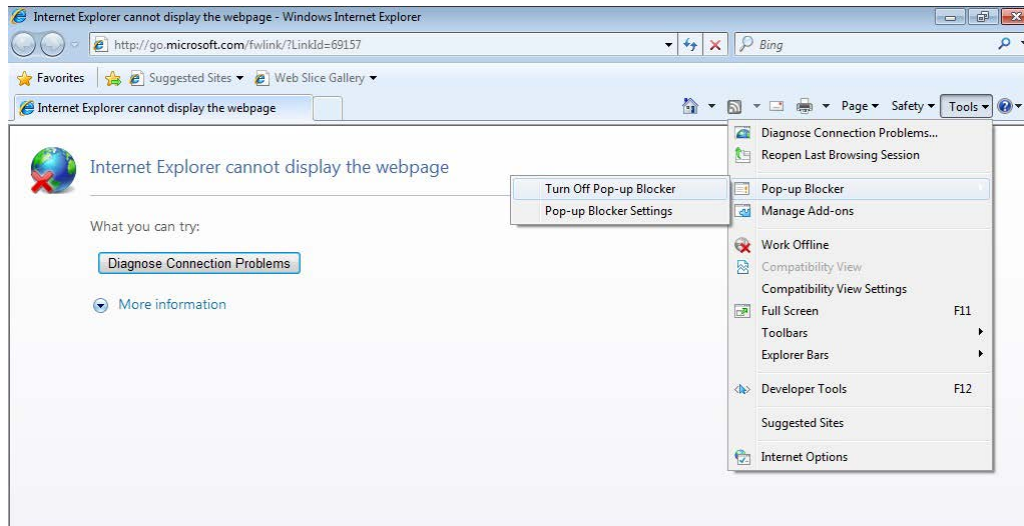 Internet Explorer cannot display the webpage - Windows Internet Explorer
http://go.microsoft.com/fwlink/?LinkId=69157
Bing
Favorites Suggested Sites Web Slice Gallery
Internet Explorer cannot display the webpage
Page Safety Tools
Internet Explorer cannot display the webpage
What you can try:
Diagnose Connection Problems
More information
Diagnose Connection Problems...
Reopen Last Browsing Session
Pop-up Blocker
Turn Off Pop-up Blocker
Pop-up Blocker Settings
Manage Add-ons
Work Offline
Compatibility View
Compatibility View Settings
Full Screen F11
Toolbars
Explorer Bars
Developer Tools F12
Suggested Sites
Internet Options